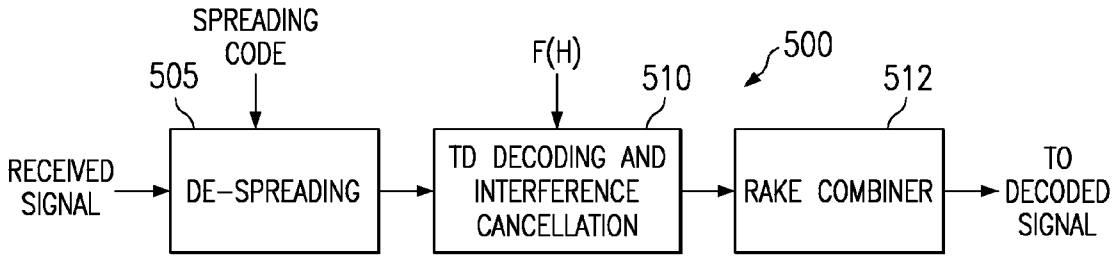 SPREADING
CODE
505
F(H)
510
500
512
RECEIVED
SIGNAL
DE-SPREADING
TD DECODING AND
INTERFERENCE
CANCELLATION
RAKE COMBINER
TO
DECODED
SIGNAL